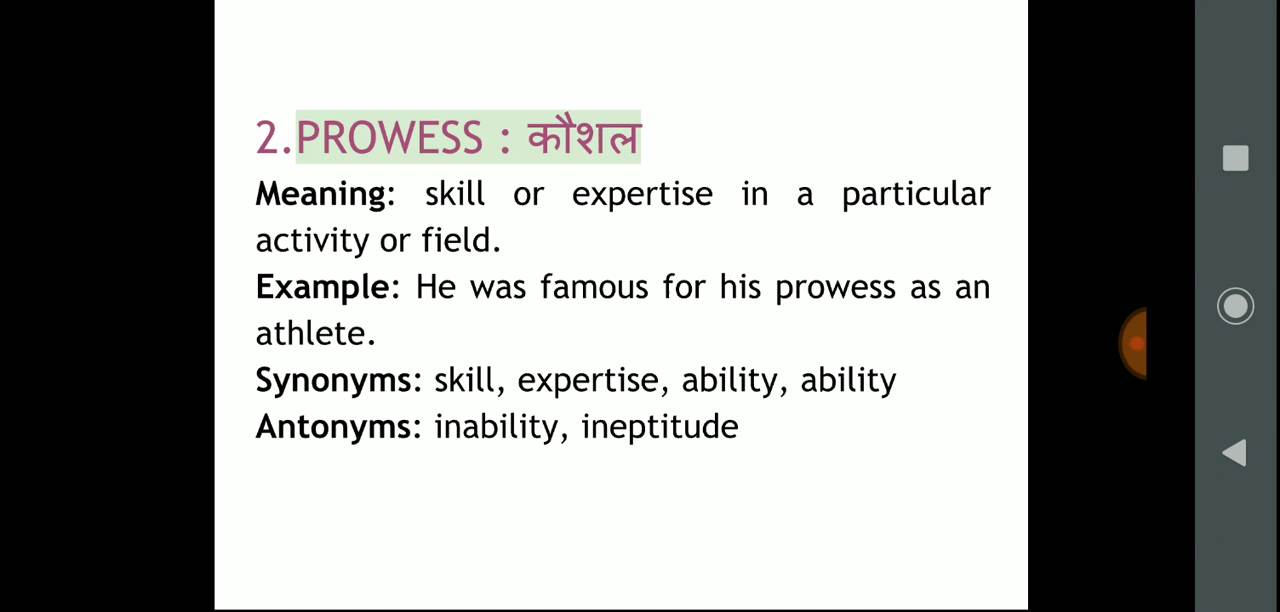 2.PROWESS : कौशल
Meaning: skill or expertise in a particular
activity or field.
Example: He was famous for his prowess as an
athlete.
Synonyms: skill, expertise, ability, ability
Antonyms: inability, ineptitude